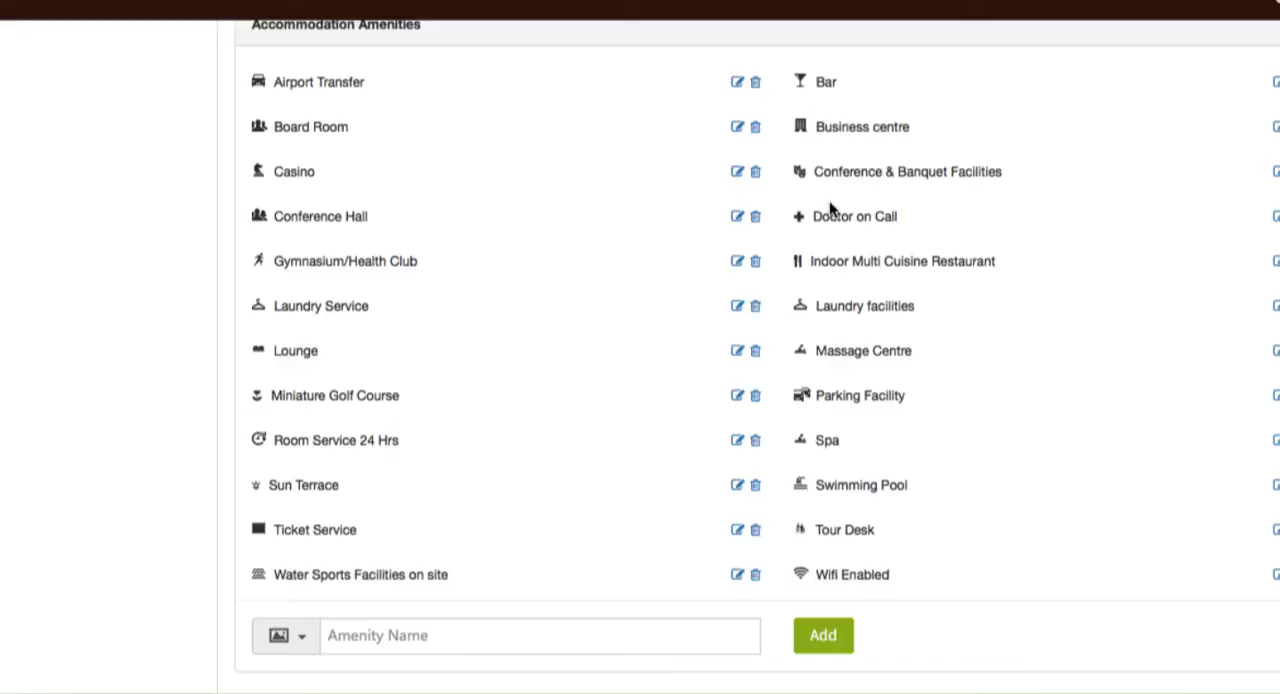 Accommodation Amenities
Airport Transfer
Bar
Board Room
Business centre
Casino
Conference & Banquet Facilities
Conference Hall
Doctor on Call
Gymnasium/Health Club
Indoor Multi Cuisine Restaurant
Laundry Service
Laundry facilities
Lounge
Massage Centre
Miniature Golf Course
Parking Facility
Room Service 24 Hrs
Spa
Sun Terrace
Swimming Pool
Ticket Service
Tour Desk
Water Sports Facilities on site
Wifi Enabled
Amenity Name
Add